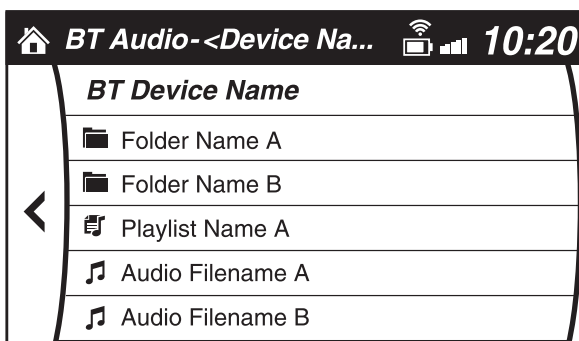 BT Audio-<Device Na... 10:20
BT Device Name
Folder Name A
Folder Name B
Playlist Name A
Audio Filename A
Audio Filename B